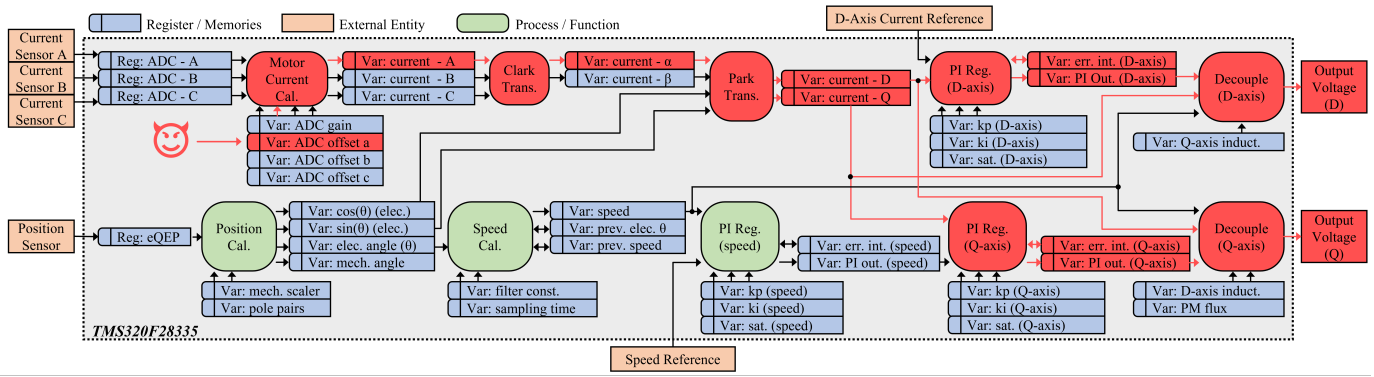 Register / Memories
External Entity
Process / Function
D-Axis Current Reference
Current
Sensor A
Current
Sensor B
Current
Sensor C
Reg: ADC - A
Reg: ADC - B
Reg: ADC - C
Motor
Current
Cal.
Var: current - A
Var: current - B
Var: current - C
Clark
Trans.
Var: current - α
Var: current - β
Park
Trans.
Var: current - D
Var: current - Q
PI Reg.
(D-axis)
Var: err. int. (D-axis)
Var: PI Out. (D-axis)
Decouple
(D-axis)
Output
Voltage
(D)
Var: ADC gain
Var: ADC offset a
Var: ADC offset b
Var: ADC offset c
Var: kp (D-axis)
Var: ki (D-axis)
Var: sat. (D-axis)
Var: Q-axis induct.
Position
Sensor
Reg: eQEP
Position
Cal.
Var: cos(θ) (elec.)
Var: sin(θ) (elec.)
Var: elec. angle (θ)
Var: mech. angle
Speed
Cal.
Var: speed
Var: prev. elec. θ
Var: prev. speed
PI Reg.
(speed)
Var: err. int. (speed)
Var: PI out. (speed)
PI Reg.
(Q-axis)
Var: err. int. (Q-axis)
Var: PI out. (Q-axis)
Decouple
(Q-axis)
Output
Voltage
(Q)
Var: mech. scaler
Var: pole pairs
Var: filter const.
Var: sampling time
Var: kp (speed)
Var: ki (speed)
Var: sat. (speed)
Var: kp (Q-axis)
Var: ki (Q-axis)
Var: sat. (Q-axis)
Var: D-axis induct.
Var: PM flux
TMS320F28335
Speed Reference